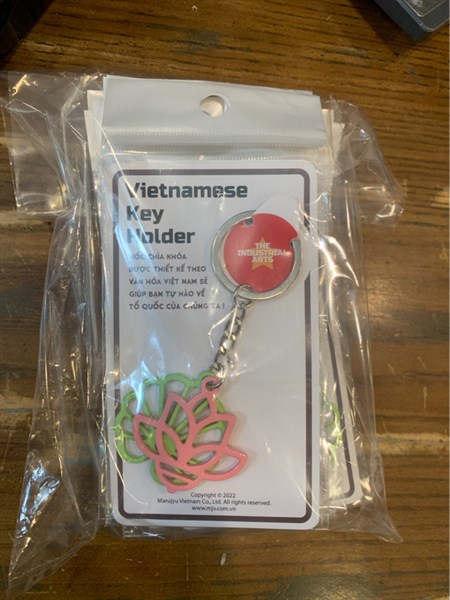 Vietnamese
Key
Holder
MÓC CHÌA KHÓA
ĐƯỢC THIẾT KẾ THEO
VĂN HÓA VIỆT NAM SẼ
GIÚP BẠN TỰ HÀO VỀ
TỔ QUỐC CỦA CHÚNG TA !
THE
INDUSTRIAL
ARTS
Copyright © 2022
Marujyu Vietnam Co., Ltd. All rights reserved.
www.mjv.com.vn